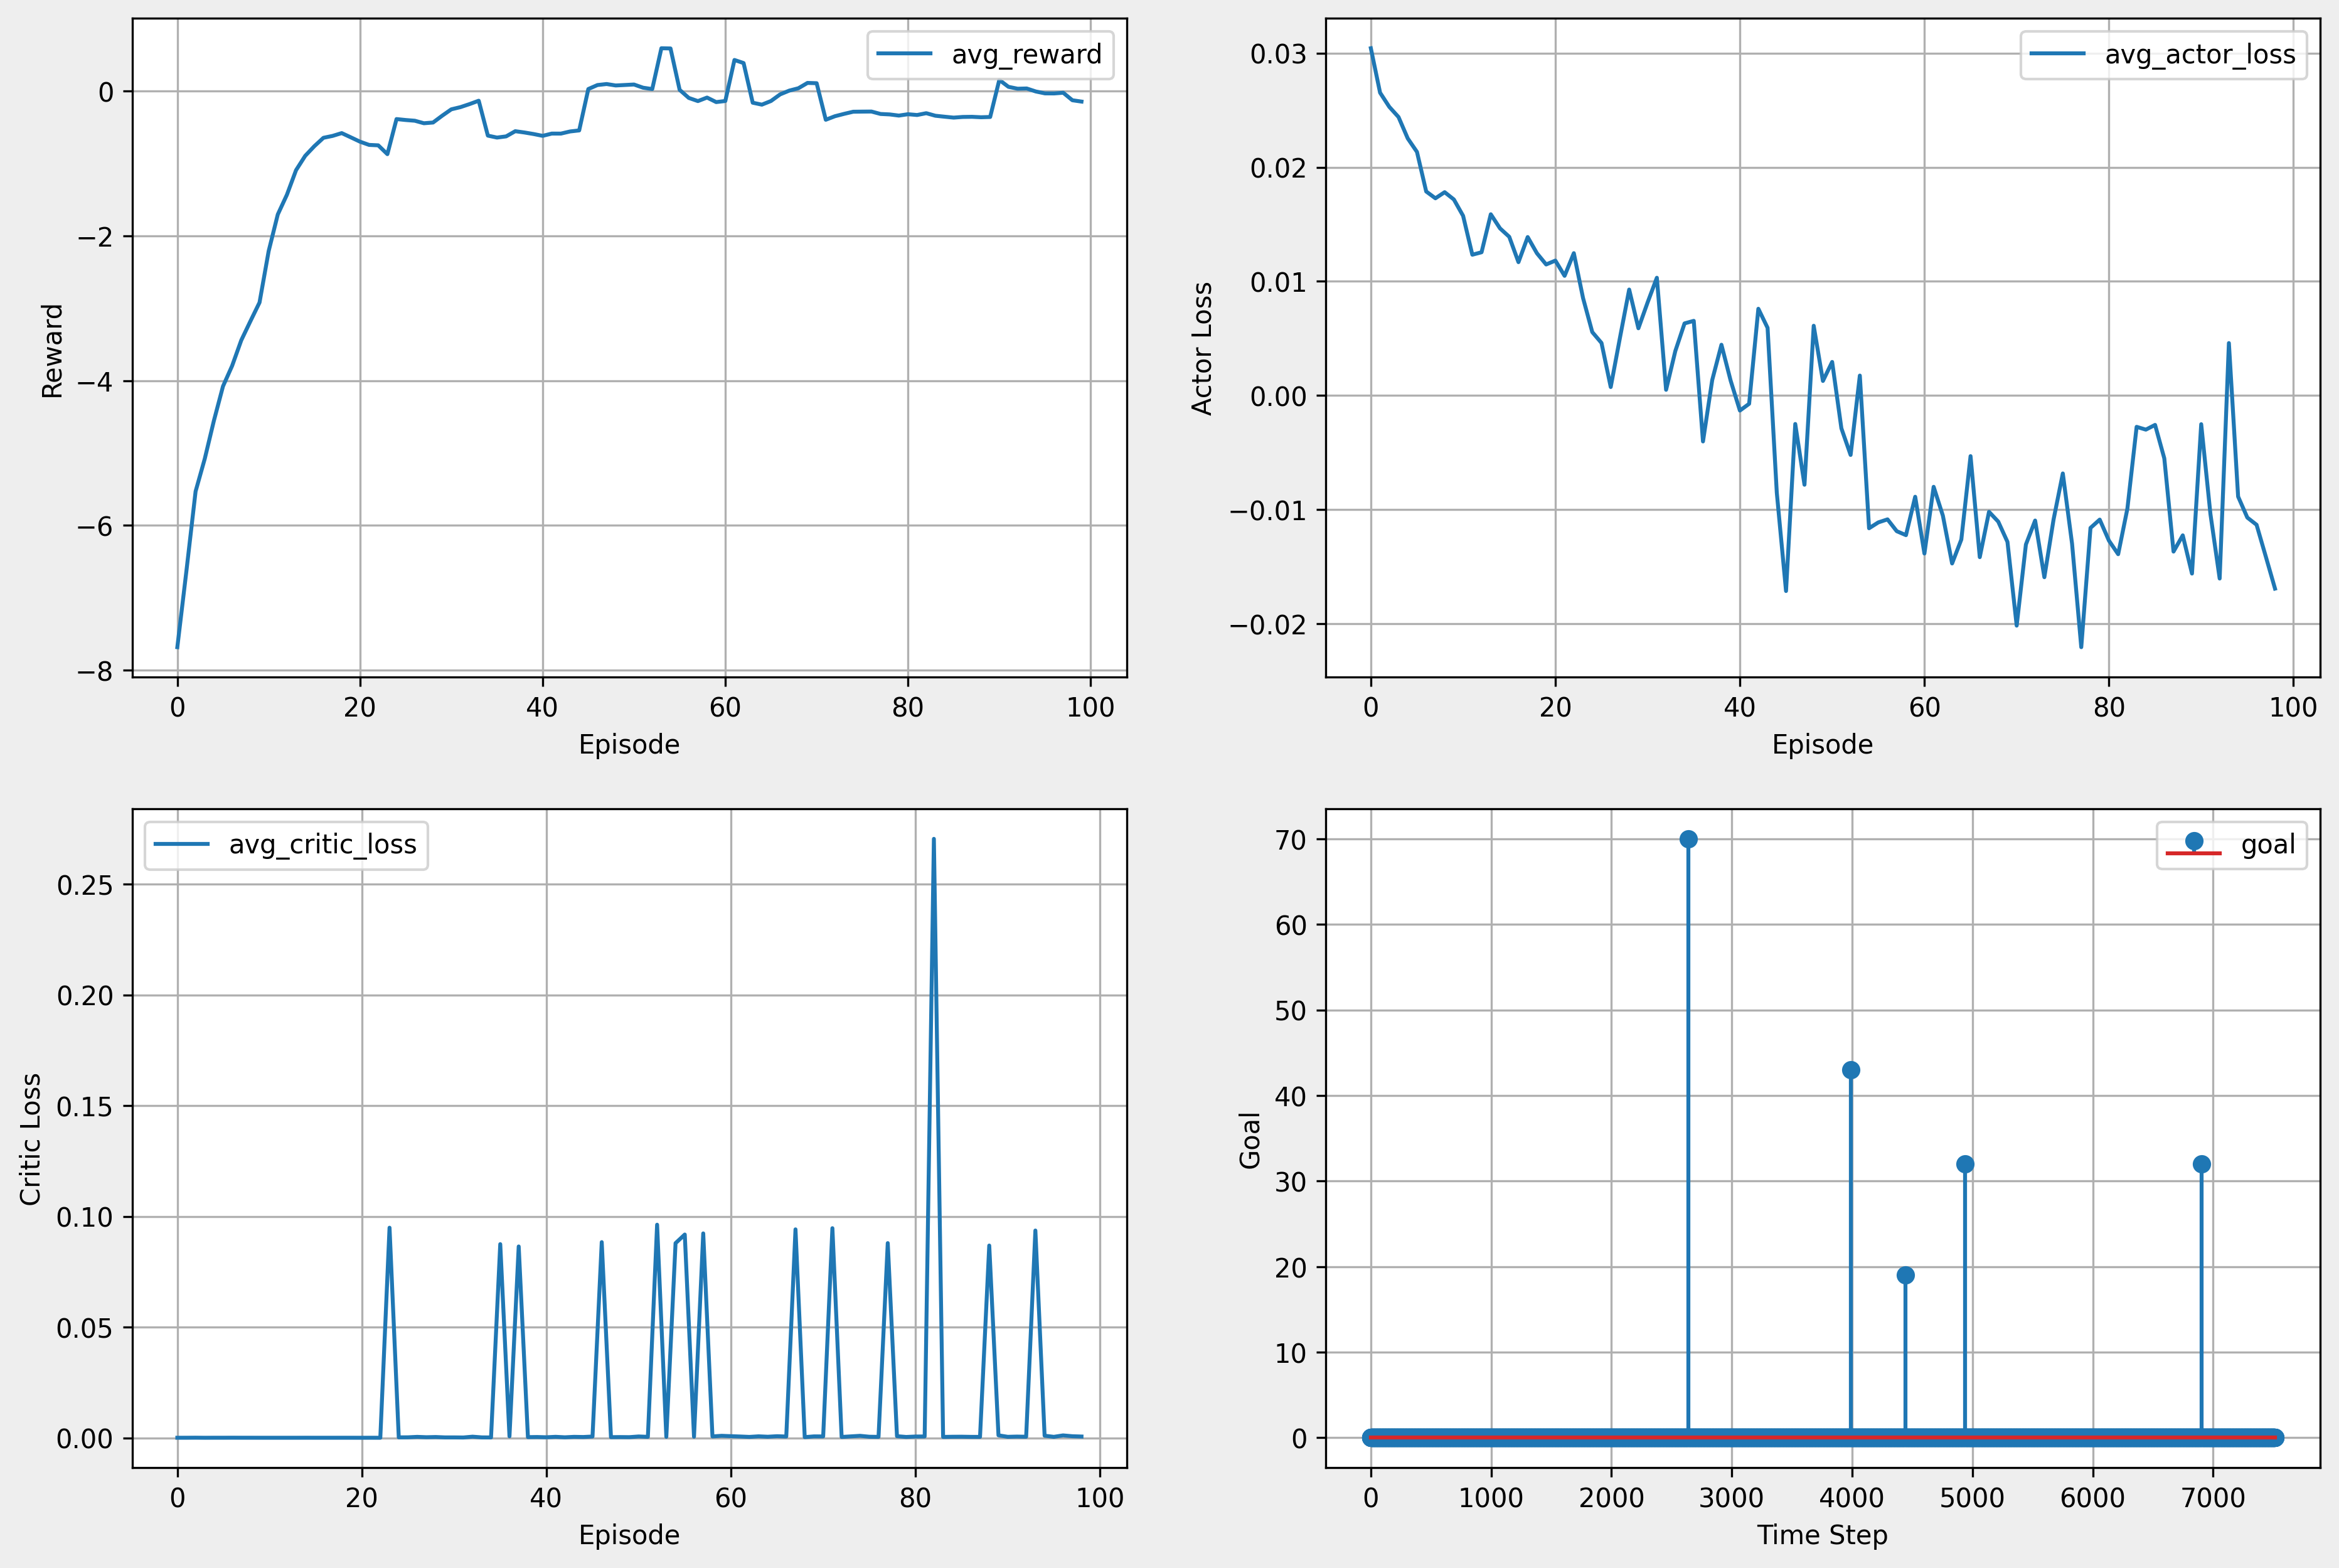 avg_reward
0
−2
−4
−6
−8
Reward
0 20 40 60 80 100
Episode
avg_actor_loss
0.03
0.02
0.01
0.00
−0.01
−0.02
Actor Loss
0 20 40 60 80 100
Episode
avg_critic_loss
0.25
0.20
0.15
0.10
0.05
0.00
Critic Loss
0 20 40 60 80 100
Episode
goal
70
60
50
40
30
20
10
0
Goal
0 1000 2000 3000 4000 5000 6000 7000
Time Step